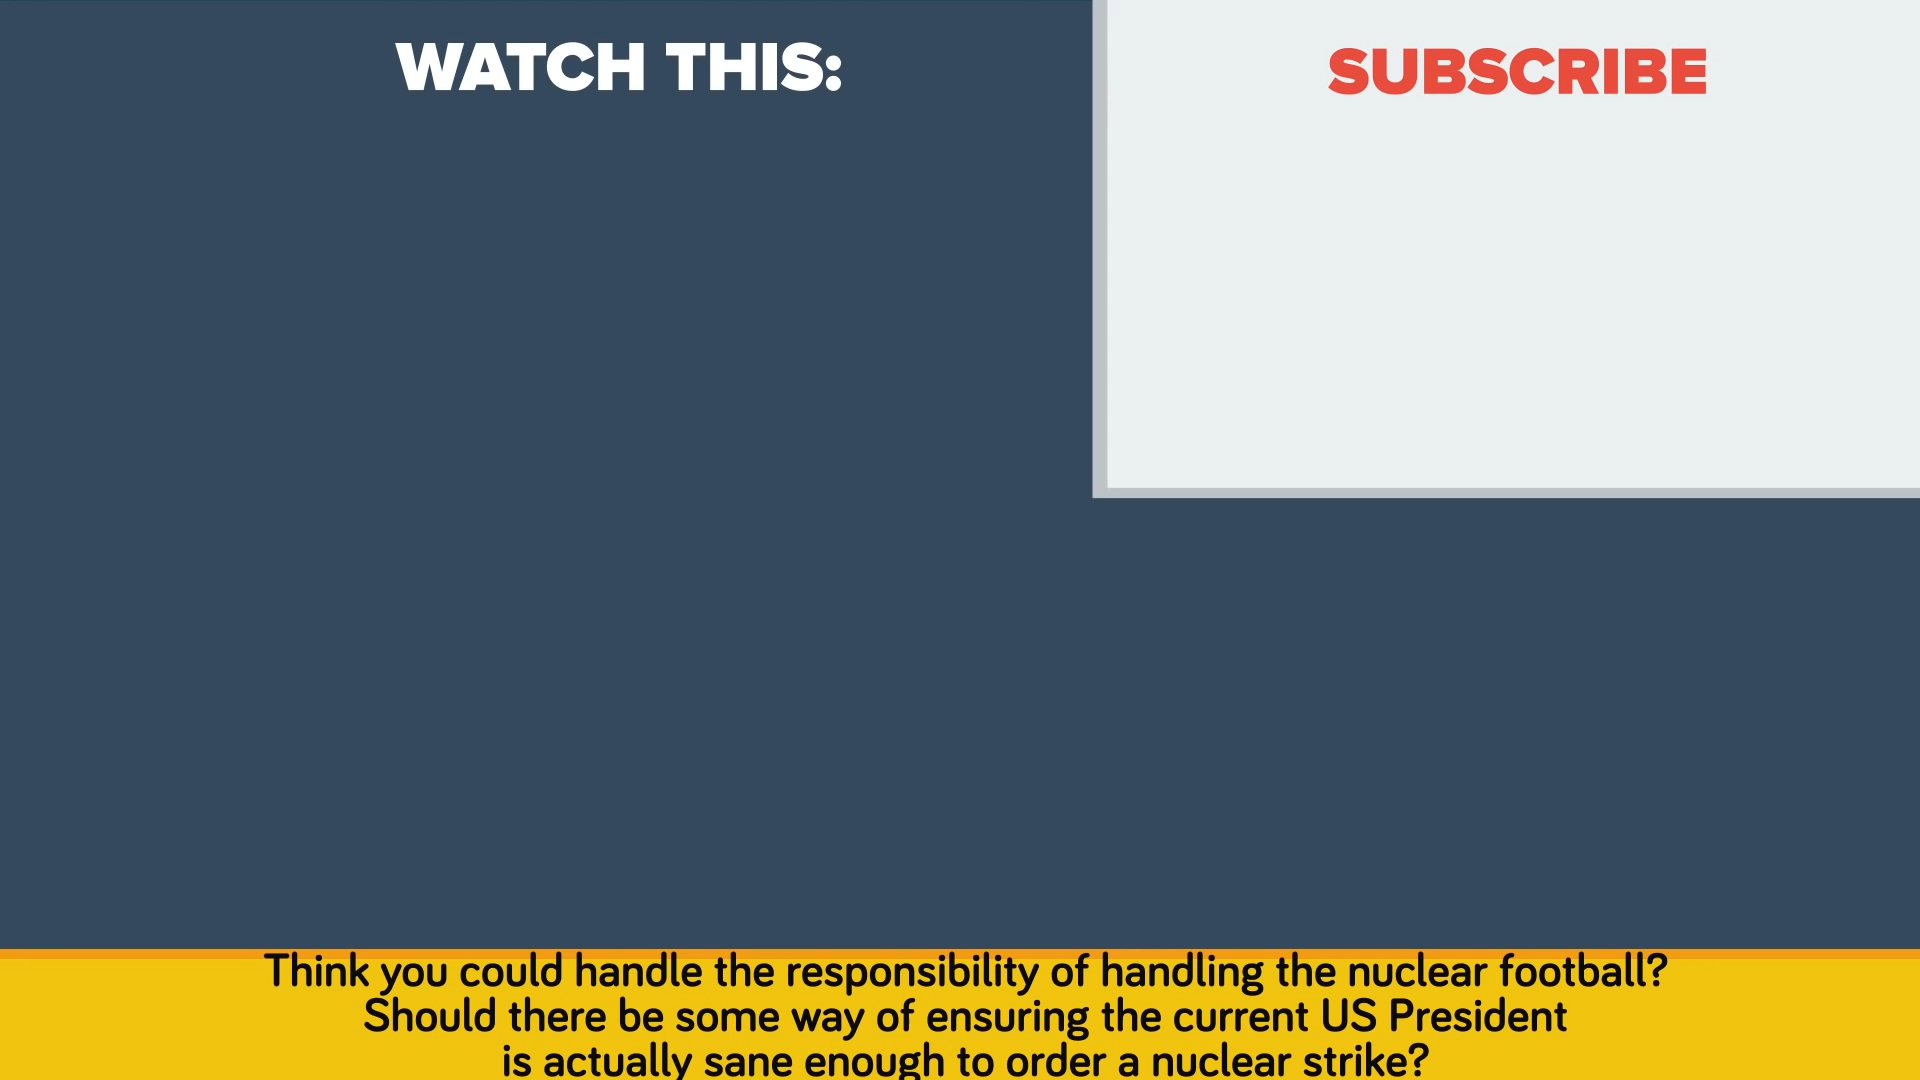 WATCH THIS:
SUBSCRIBE
Think you could handle the responsibility of handling the nuclear football?
Should there be some way of ensuring the current US President
is actually sane enough to order a nuclear strike?